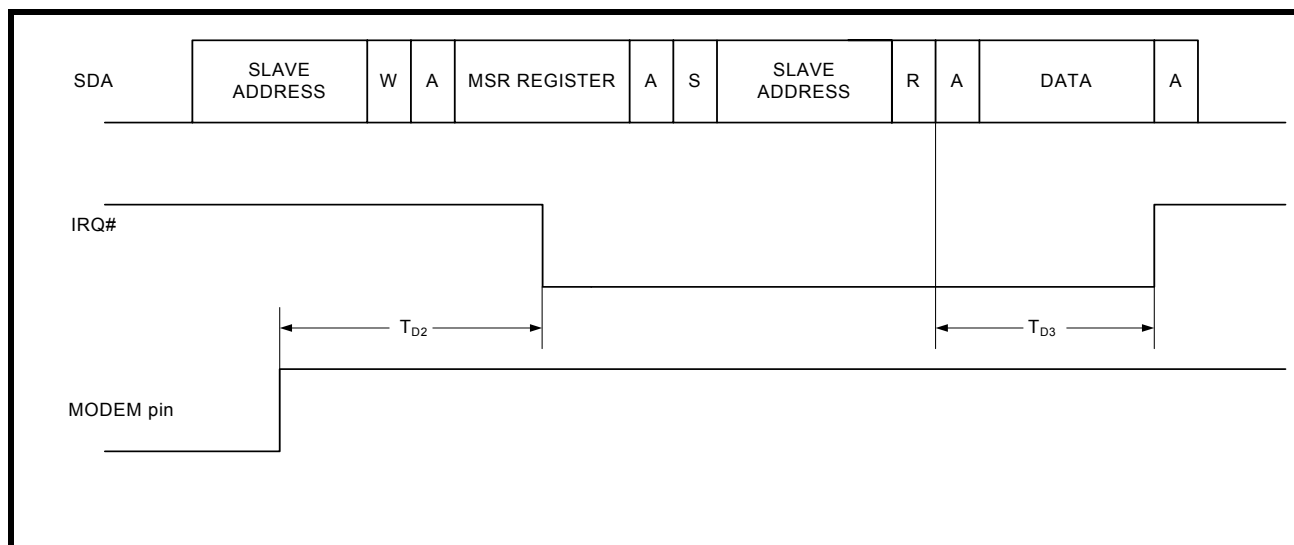 SDA
SLAVE
ADDRESS
W
A
MSR REGISTER
A
S
SLAVE
ADDRESS
R
A
DATA
A
IRQ#
TD2
TD3
MODEM pin